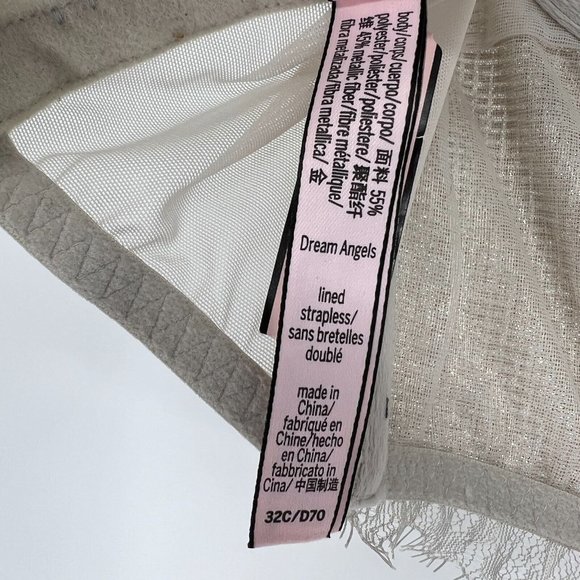 body/corps/cuerpo/corpo/ 面料 55%
polyester/poliéster/poliestere/ 聚酯纤
维 45% metallic fiber/fibre métallique/
fibra metalizada/fibra metallica/ 金
Dream Angels
lined
strapless/
sans bretelles
doublé
made in
China/
fabriqué en
Chine/hecho
en China/
fabbricato in
Cina/ 中国制造
32C/D70